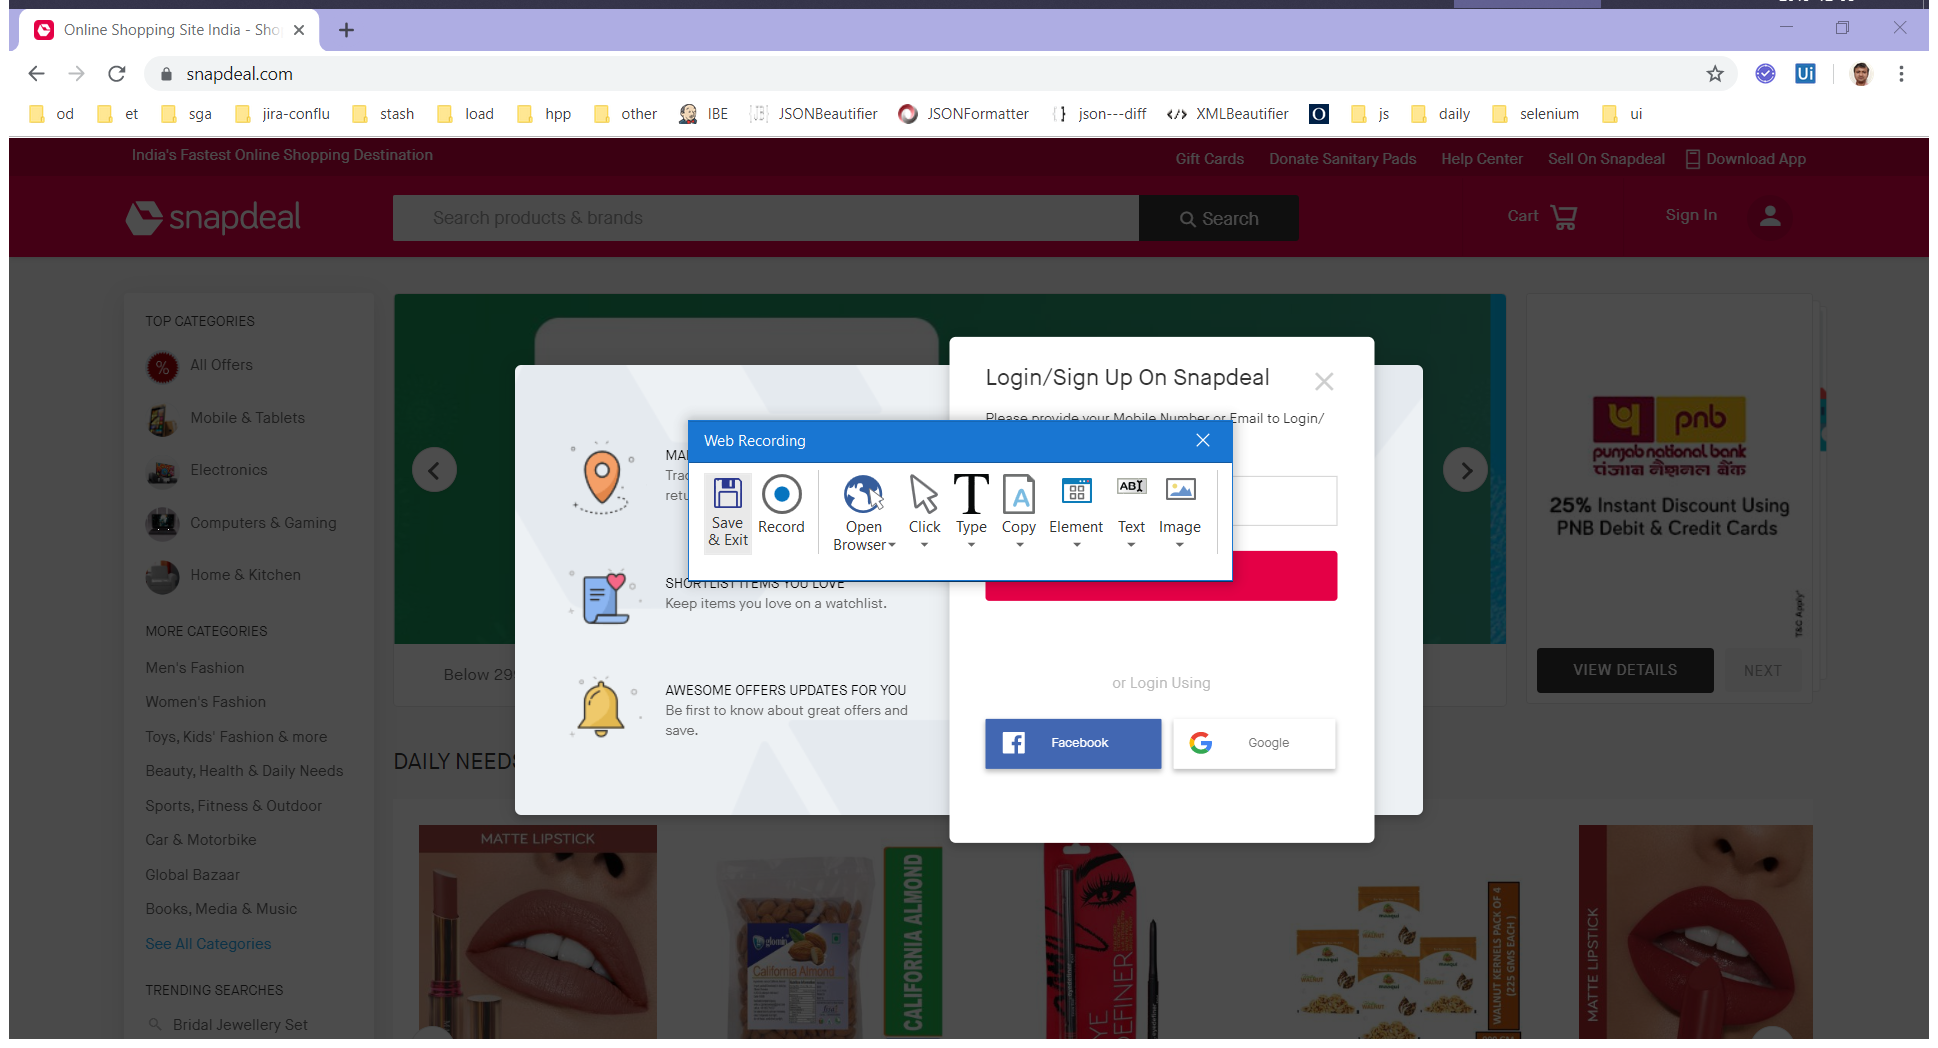 Online Shopping Site India - Sho
snapdeal.com
od et sga jira-conflu stash load hpp other IBE JSONBeautifier JSONFormatter json---diff XMLBeautifier js daily selenium ui
India's Fastest Online Shopping Destination
Gift Cards Donate Sanitary Pads Help Center Sell On Snapdeal Download App
snapdeal
Search products & brands
Search
Cart
Sign In
TOP CATEGORIES
All Offers
Mobile & Tablets
Electronics
Computers & Gaming
Home & Kitchen
MORE CATEGORIES
Men's Fashion
Women's Fashion
Toys, Kids' Fashion & more
Beauty, Health & Daily Needs
Sports, Fitness & Outdoor
Car & Motorbike
Global Bazaar
Books, Media & Music
See All Categories
TRENDING SEARCHES
Bridal Jewellery Set
Below 29
DAILY NEEDS
MA
Trac
retu
SHORTLIST ITEMS YOU LOVE
Keep items you love on a watchlist.
AWESOME OFFERS UPDATES FOR YOU
Be first to know about great offers and
save.
Login/Sign Up On Snapdeal
Please provide your Mobile Number or Email to Login/
Web Recording
Save
& Exit
Record
Open
Browser
Click
Type
Copy
Element
Text
Image
or Login Using
Facebook
Google
pnb
punjab national bank
पंजाब नैशनल बैंक
25% Instant Discount Using
PNB Debit & Credit Cards
T&C Apply*
VIEW DETAILS
NEXT
MATTE LIPSTICK
glomin
California Almond
CALIFORNIA ALMOND
EYE
DEFINER
WALNUT KERNELS PACK OF 4
(225 GMS EACH )
MATTE LIPSTICK